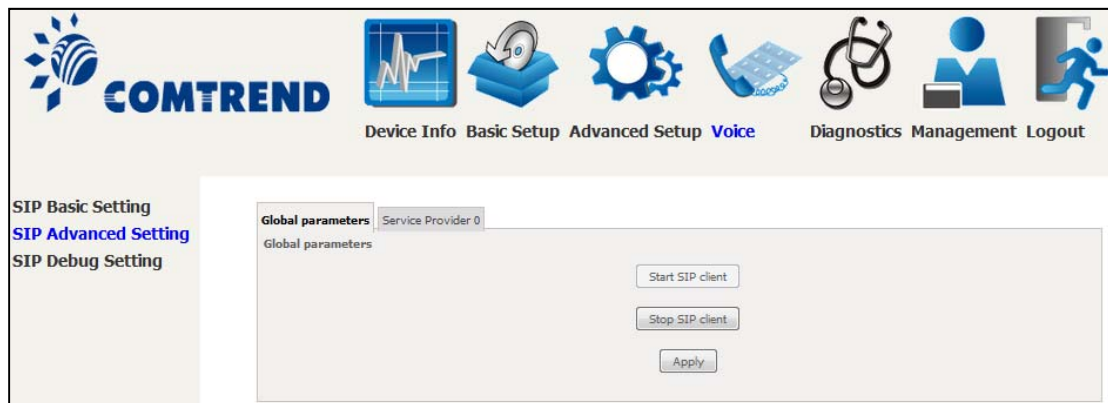 COMTREND
Device Info Basic Setup Advanced Setup Voice Diagnostics Management Logout
SIP Basic Setting
SIP Advanced Setting
SIP Debug Setting
Global parameters Service Provider 0
Global parameters
Start SIP client
Stop SIP client
Apply